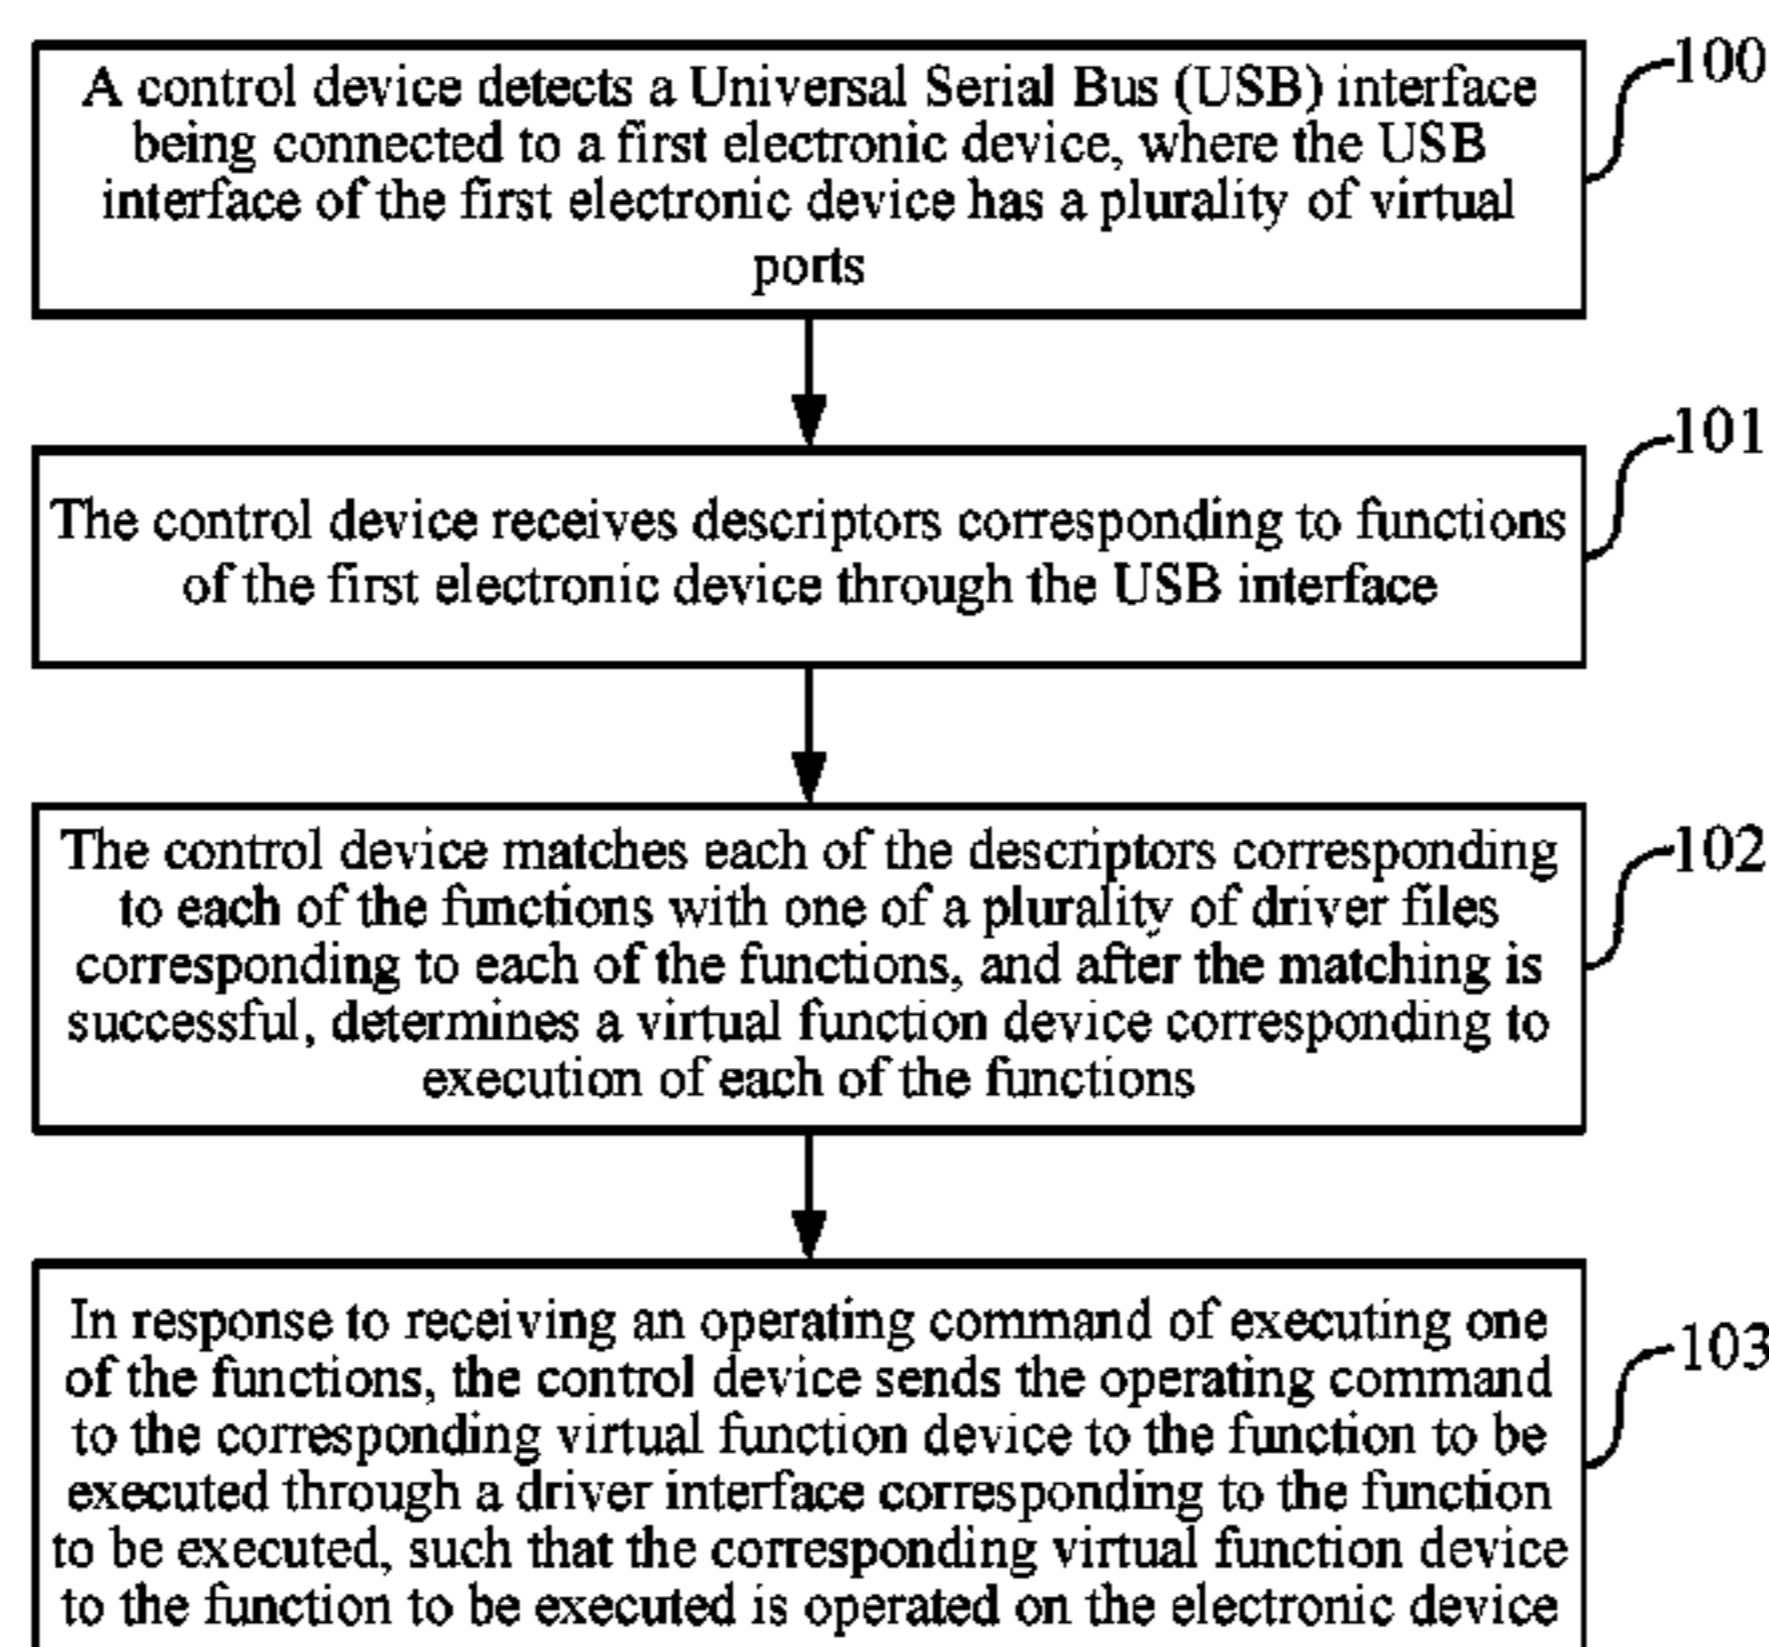 100
A control device detects a Universal Serial Bus (USB) interface
being connected to a first electronic device, where the USB
interface of the first electronic device has a plurality of virtual
ports
101
The control device receives descriptors corresponding to functions
of the first electronic device through the USB interface
102
The control device matches each of the descriptors corresponding
to each of the functions with one of a plurality of driver files
corresponding to each of the functions, and after the matching is
successful, determines a virtual function device corresponding to
execution of each of the functions
103
In response to receiving an operating command of executing one
of the functions, the control device sends the operating command
to the corresponding virtual function device to the function to be
executed through a driver interface corresponding to the function
to be executed, such that the corresponding virtual function device
to the function to be executed is operated on the electronic device